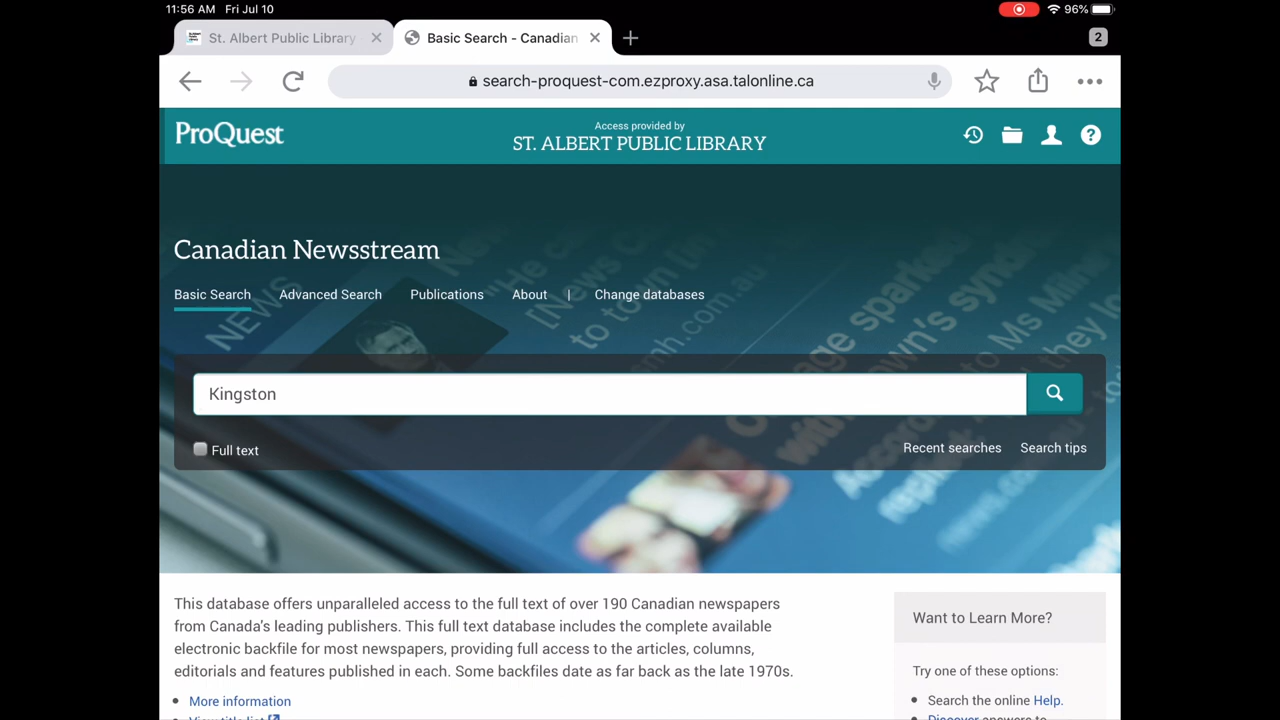 11:56 AM Fri Jul 10
96%
St. Albert Public Library
Basic Search - Canadian
2
search-proquest-com.ezproxy.asa.talonline.ca
ProQuest
Access provided by
ST. ALBERT PUBLIC LIBRARY
Canadian Newsstream
Basic Search Advanced Search Publications About | Change databases
Kingston
Full text
Recent searches Search tips
This database offers unparalleled access to the full text of over 190 Canadian newspapers
from Canada's leading publishers. This full text database includes the complete available
electronic backfile for most newspapers, providing full access to the articles, columns,
editorials and features published in each. Some backfiles date as far back as the late 1970s.
More information
View title list
Want to Learn More?
Try one of these options:
Search the online Help.
Discover answers to